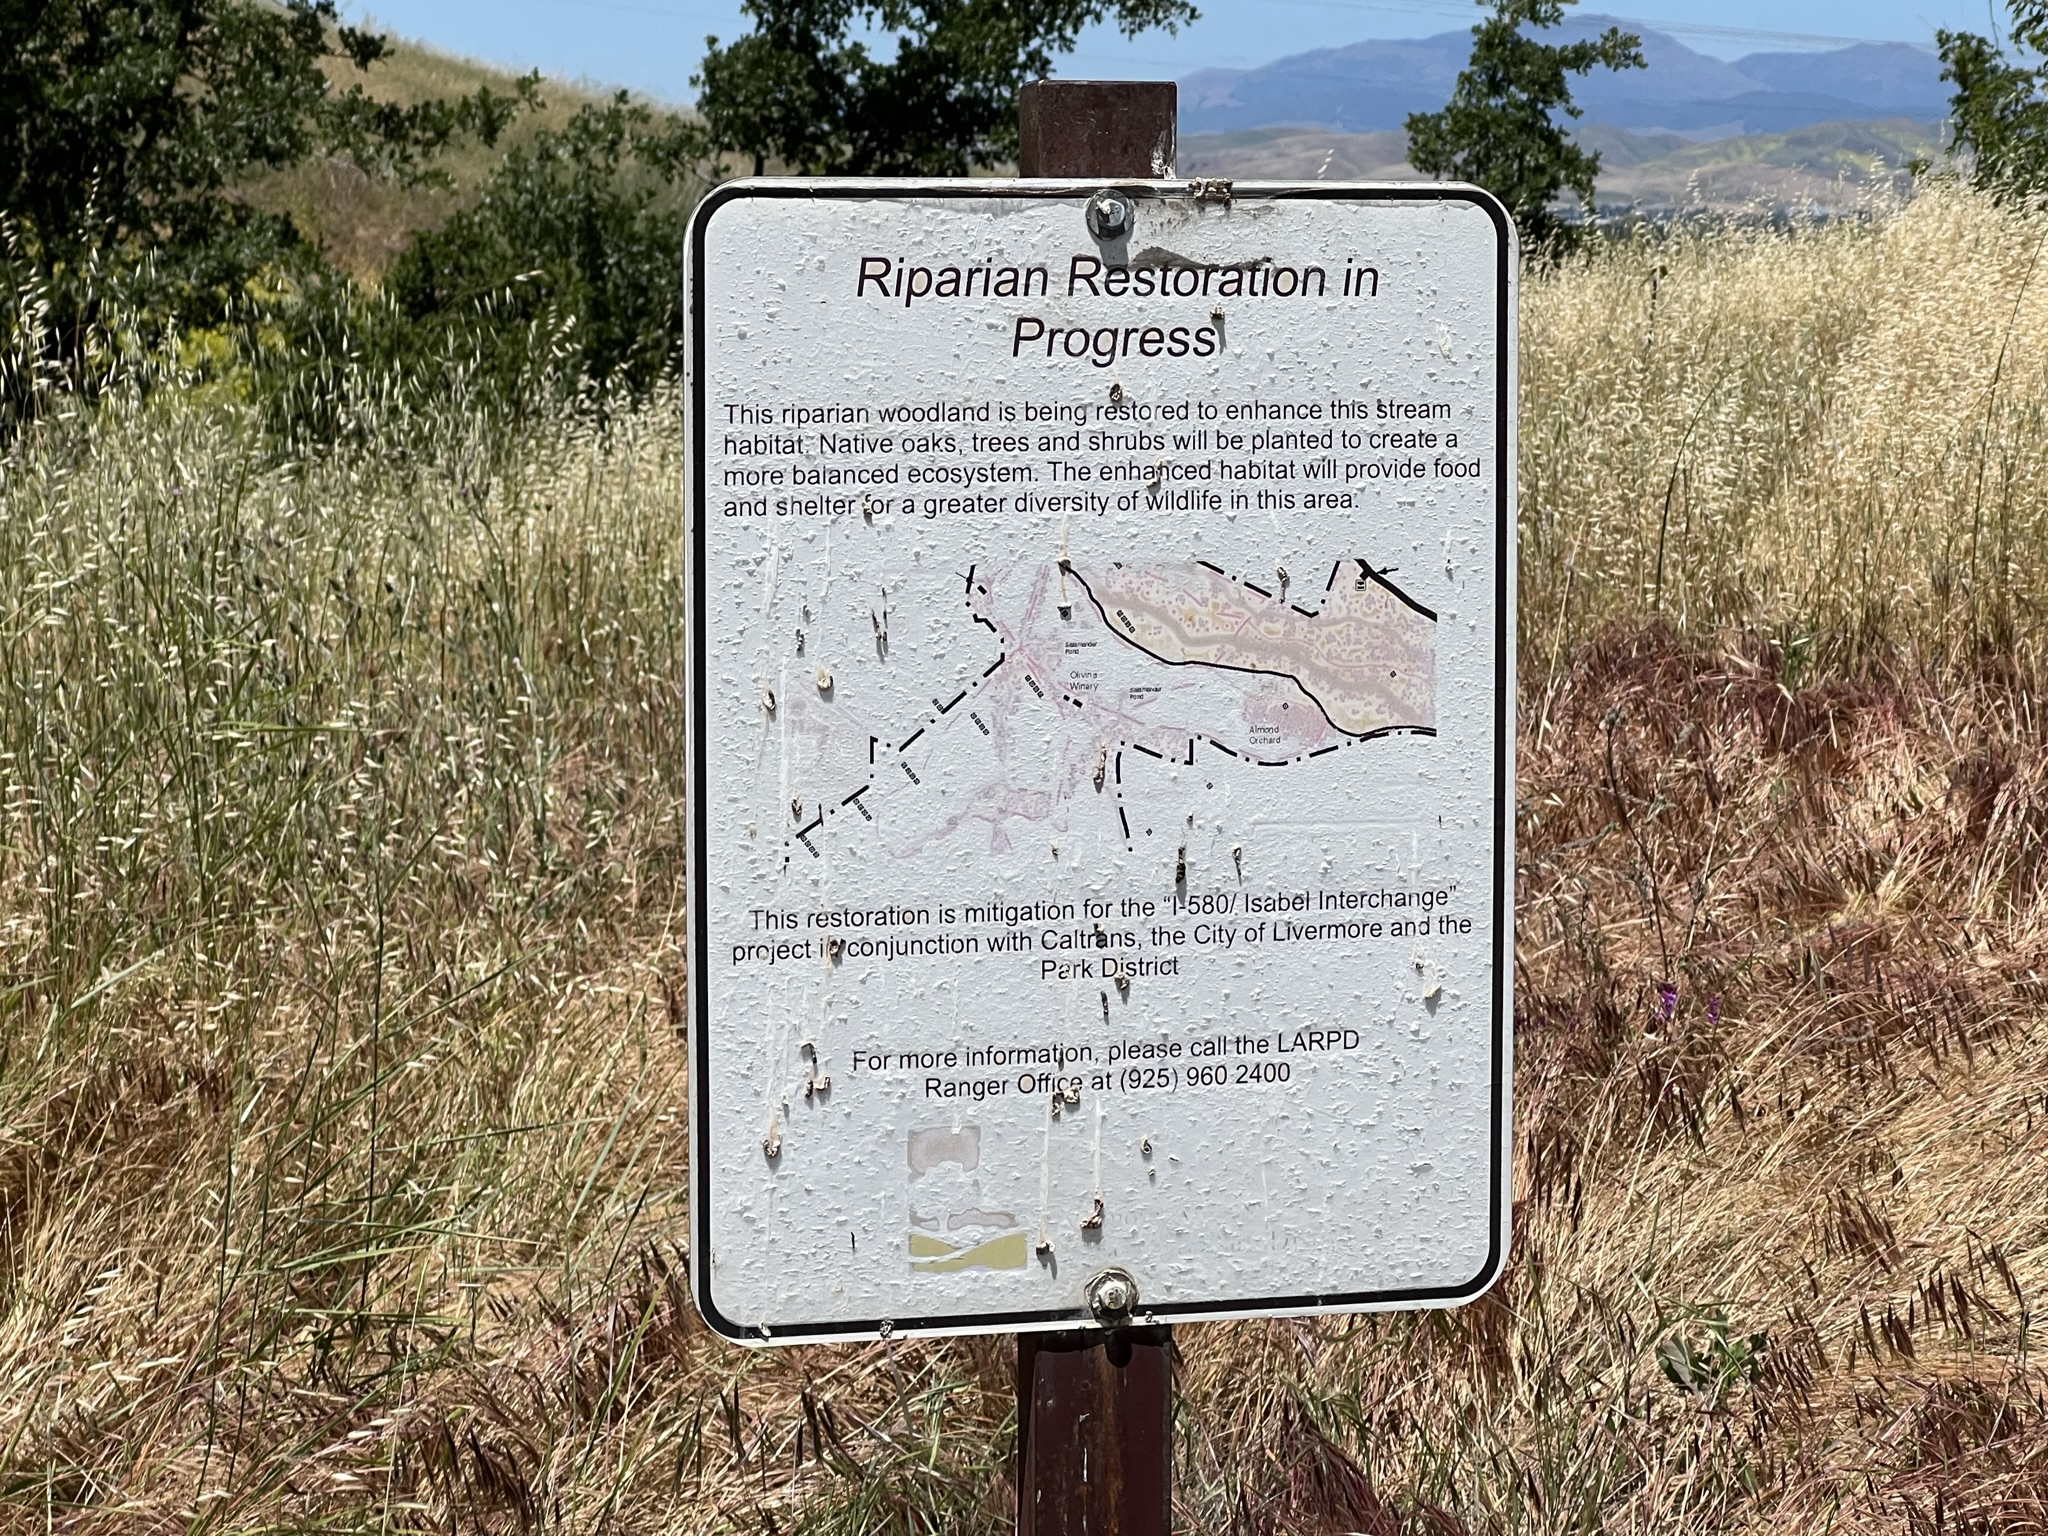 Riparian Restoration in
Progress
This riparian woodland is being restored to enhance this stream
habitat. Native oaks, trees and shrubs will be planted to create a
more balanced ecosystem. The enhanced habitat will provide food
and shelter for a greater diversity of wildlife in this area.
Salamander
Pond
Olivina
Winery
Salamander
Pond
Almond
Orchard
This restoration is mitigation for the “I-580/ Isabel Interchange”
project in conjunction with Caltrans, the City of Livermore and the
Park District
For more information, please call the LARPD
Ranger Office at (925) 960 2400